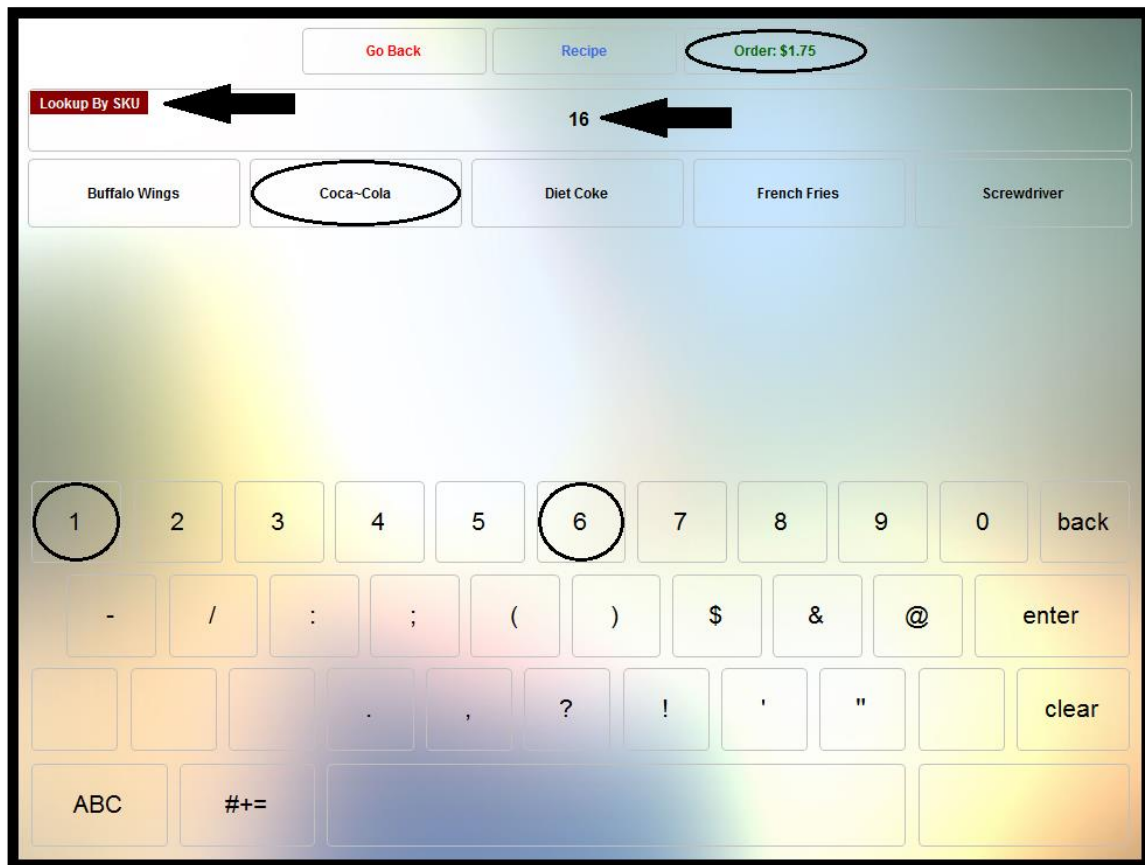 Go Back Recipe Order: $1.75
Lookup By SKU
16
Buffalo Wings Coca~Cola Diet Coke French Fries Screwdriver
1 2 3 4 5 6 7 8 9 0 back
- / : ; ( ) $ & @ enter
. , ? ! ' " clear
ABC #+=